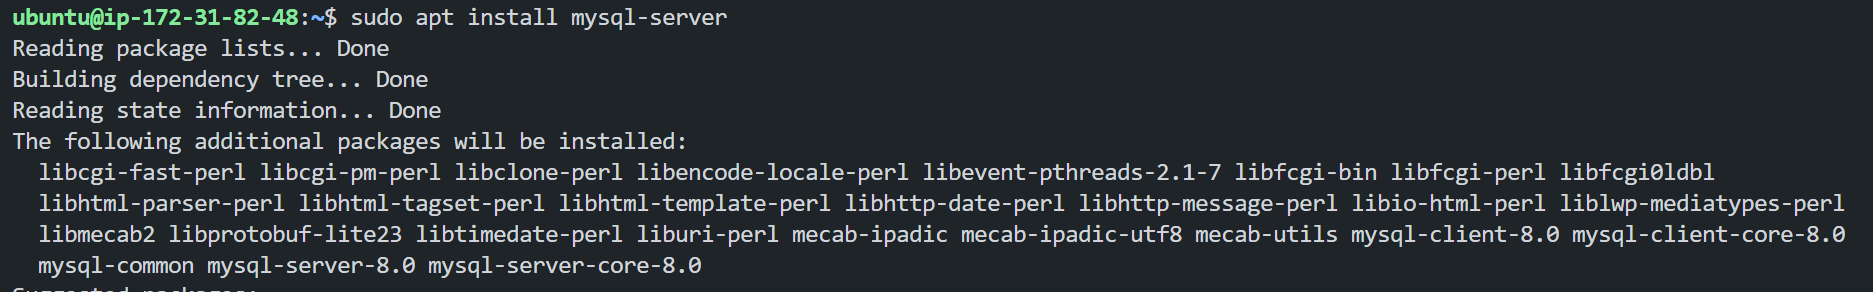 ubuntu@ip-172-31-82-48:~$ sudo apt install mysql-server
Reading package lists... Done
Building dependency tree... Done
Reading state information... Done
The following additional packages will be installed:
libcgi-fast-perl libcgi-pm-perl libclone-perl libencode-locale-perl libevent-pthreads-2.1-7 libfcgi-bin libfcgi-perl libfcgi0ldbl
libhtml-parser-perl libhtml-tagset-perl libhtml-template-perl libhttp-date-perl libhttp-message-perl libio-html-perl liblwp-mediatypes-perl
libmecab2 libprotobuf-lite23 libtimedate-perl liburi-perl mecab-ipadic mecab-ipadic-utf8 mecab-utils mysql-client-8.0 mysql-client-core-8.0
mysql-common mysql-server-8.0 mysql-server-core-8.0